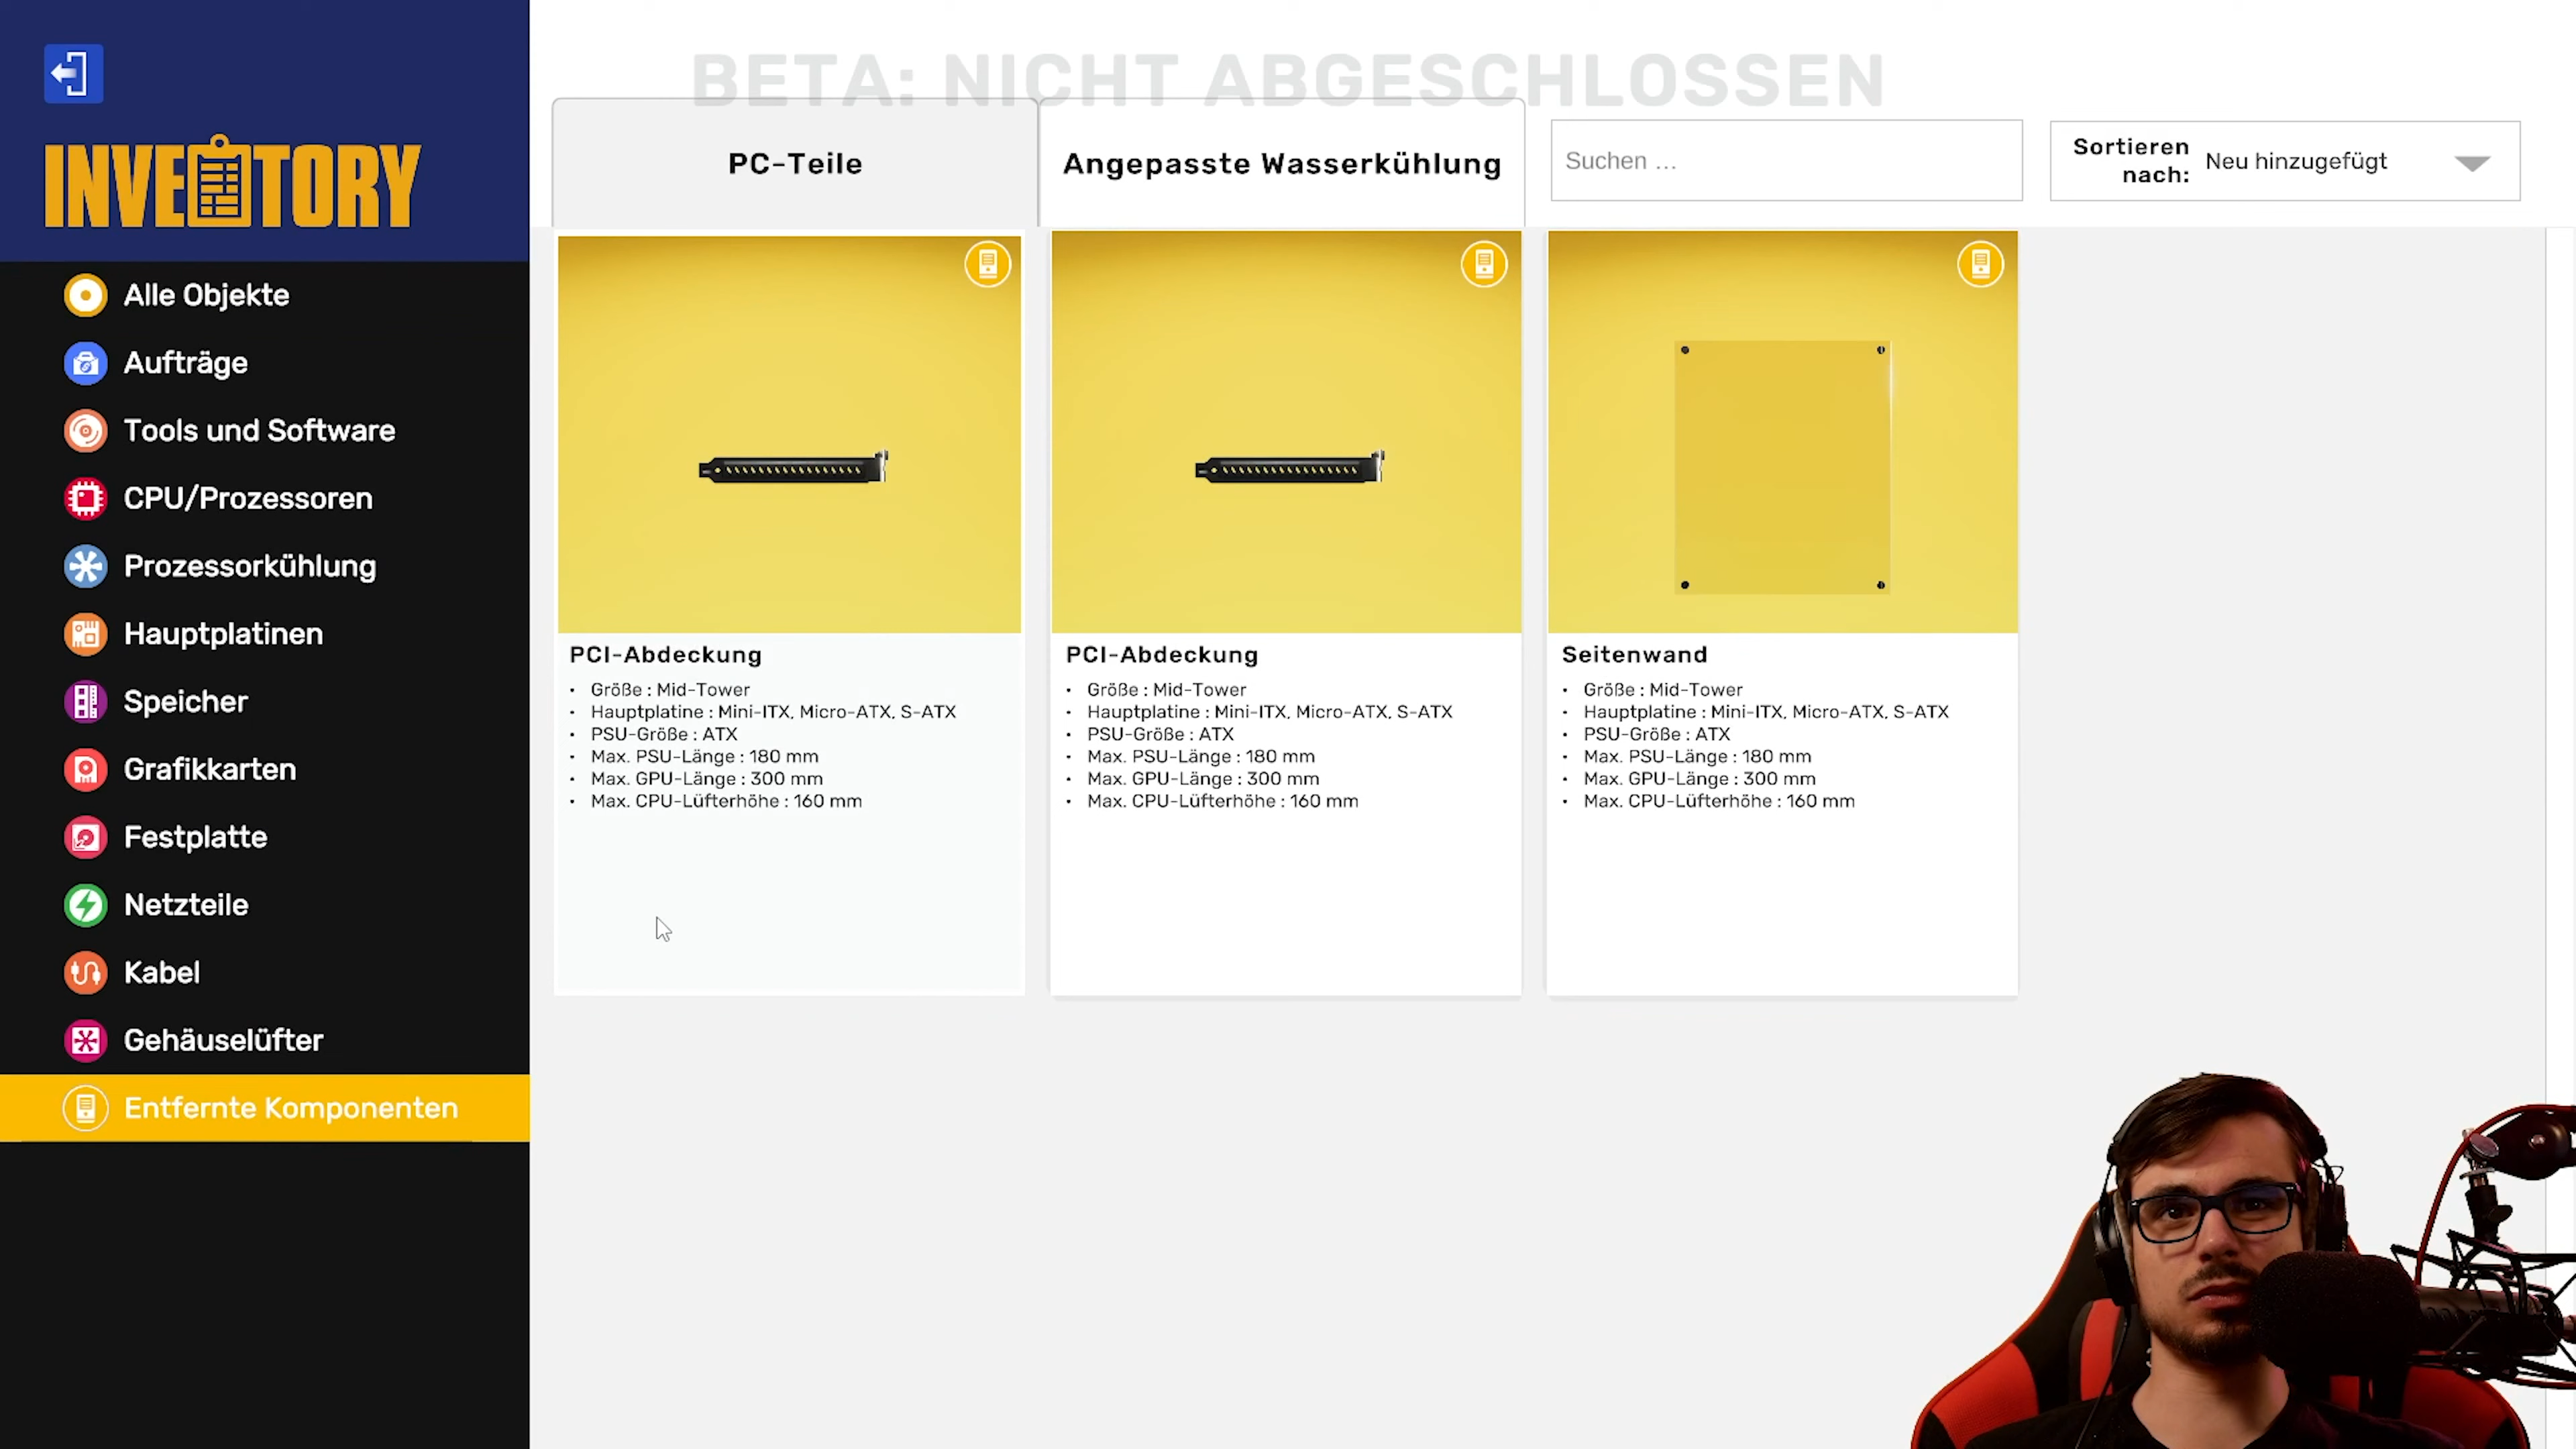 BETA: NICHT ABGESCHLOSSEN
INVENTORY
PC-Teile
Angepasste Wasserkühlung
Suchen ...
Sortieren nach:
Neu hinzugefügt
Alle Objekte
Aufträge
Tools und Software
CPU/Prozessoren
Prozessorkühlung
Hauptplatinen
Speicher
Grafikkarten
Festplatte
Netzteile
Kabel
Gehäuselüfter
Entfernte Komponenten
PCI-Abdeckung
• Größe : Mid-Tower
• Hauptplatine : Mini-ITX, Micro-ATX, S-ATX
• PSU-Größe : ATX
• Max. PSU-Länge : 180 mm
• Max. GPU-Länge : 300 mm
• Max. CPU-Lüfterhöhe : 160 mm
PCI-Abdeckung
• Größe : Mid-Tower
• Hauptplatine : Mini-ITX, Micro-ATX, S-ATX
• PSU-Größe : ATX
• Max. PSU-Länge : 180 mm
• Max. GPU-Länge : 300 mm
• Max. CPU-Lüfterhöhe : 160 mm
Seitenwand
• Größe : Mid-Tower
• Hauptplatine : Mini-ITX, Micro-ATX, S-ATX
• PSU-Größe : ATX
• Max. PSU-Länge : 180 mm
• Max. GPU-Länge : 300 mm
• Max. CPU-Lüfterhöhe : 160 mm